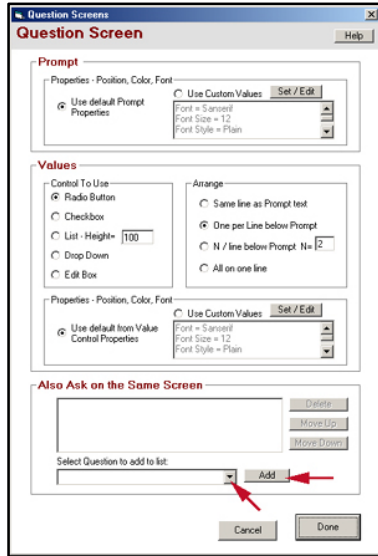 Question Screens
Question Screen
Help
Prompt
Properties - Position, Color, Font
Use default Prompt Properties
Use Custom Values
Set / Edit
Font = Sanserif
Font Size = 12
Font Style = Plain
Values
Control To Use
Radio Button
Checkbox
List - Height= 100
Drop Down
Edit Box
Arrange
Same line as Prompt text
One per Line below Prompt
N / line below Prompt N= 2
All on one line
Properties - Position, Color, Font
Use default from Value
Control Properties
Use Custom Values
Set / Edit
Font = Sanserif
Font Size = 12
Font Style = Plain
Also Ask on the Same Screen
Delete
Move Up
Move Down
Select Question to add to list:
Add
Cancel
Done